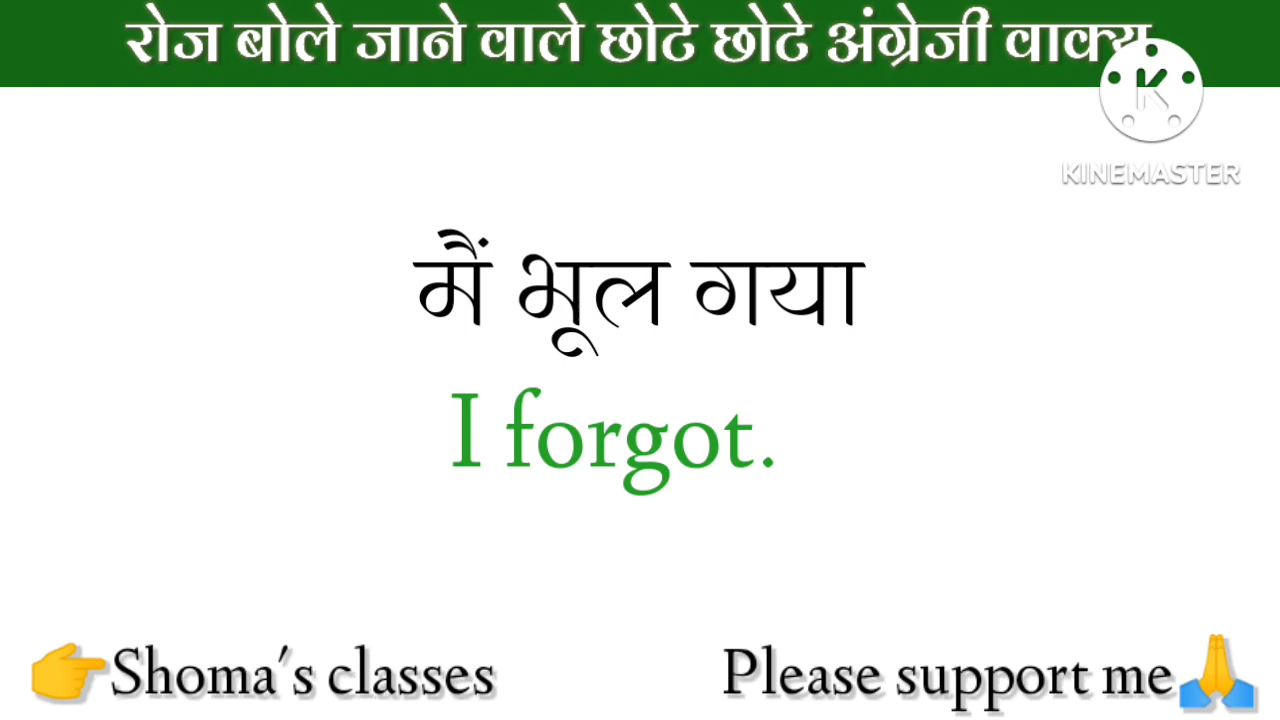 रोज बोले जाने वाले छोटे छोटे अंग्रेजी वाक्य
KINEMASTER
मैं भूल गया
I forgot.
👉Shoma's classes
Please support me🙏